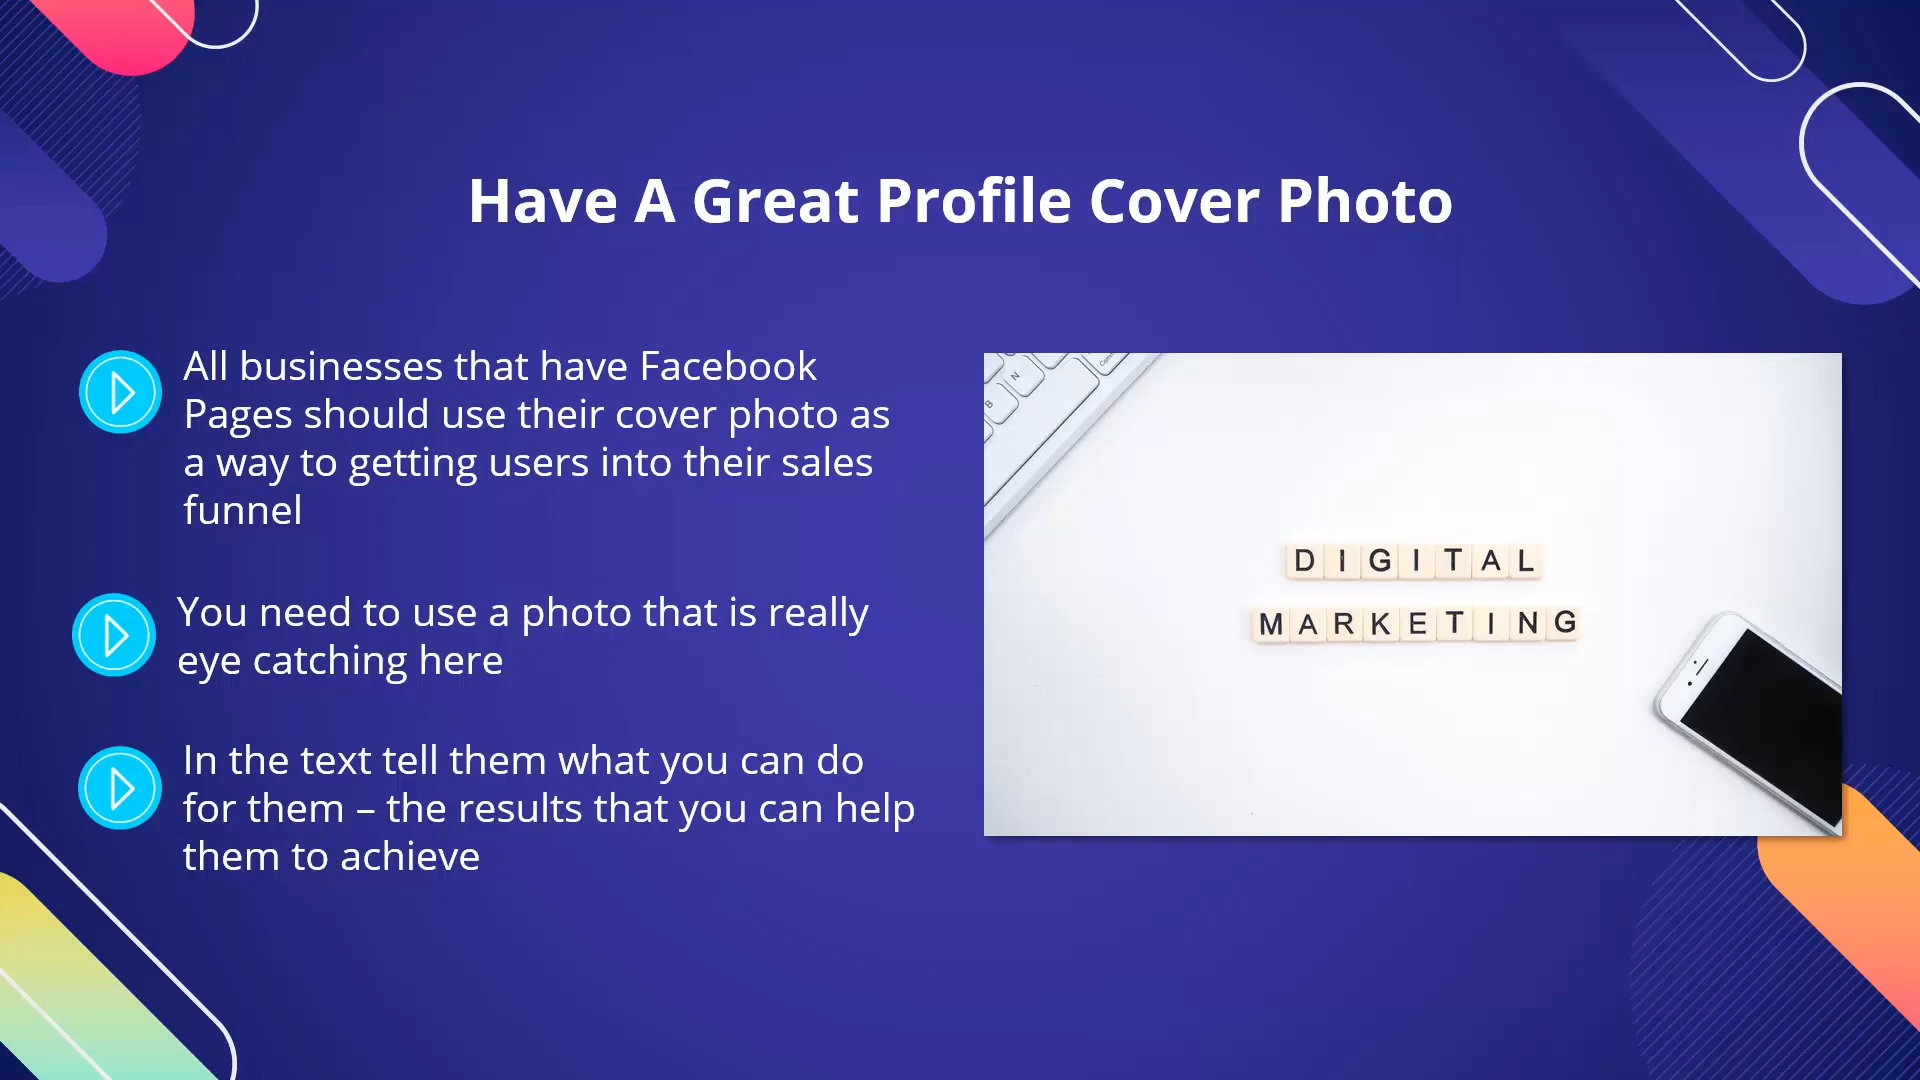 Have A Great Profile Cover Photo
All businesses that have Facebook
Pages should use their cover photo as
a way to getting users into their sales
funnel
You need to use a photo that is really
eye catching here
In the text tell them what you can do
for them – the results that you can help
them to achieve
N
B
DIGITAL
MARKETING